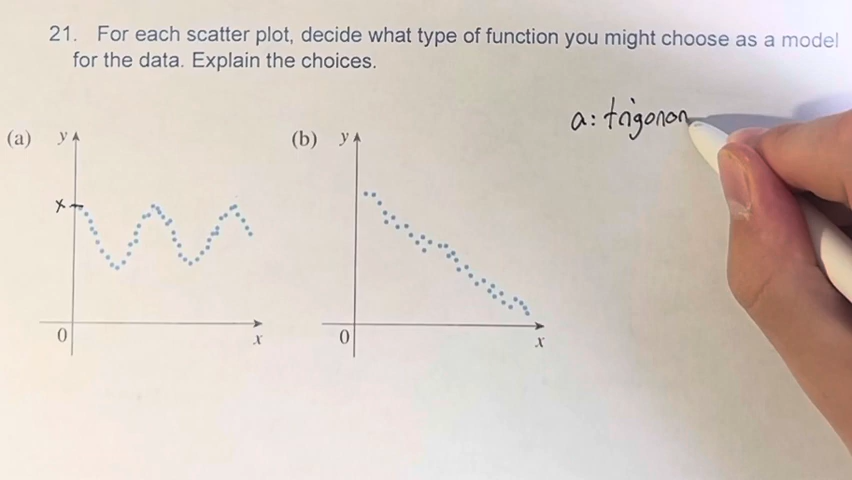 21. For each scatter plot, decide what type of function you might choose as a model
for the data. Explain the choices.
a: trigonom
(a) y
(b) y
x
0 x
0 x